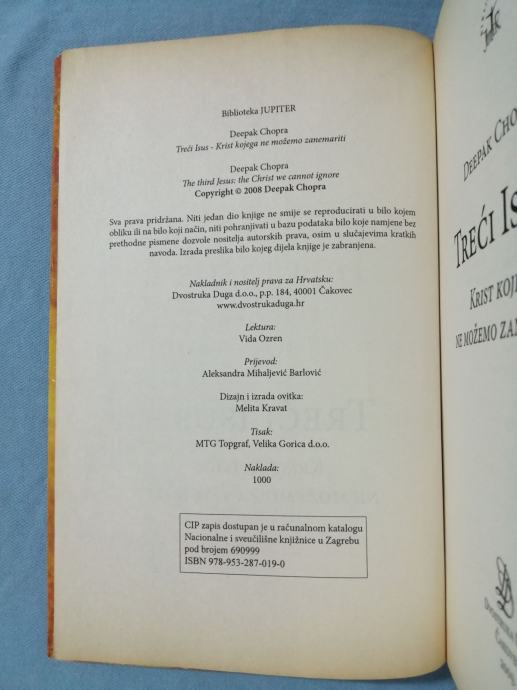 Biblioteka JUPITER
Deepak Chopra
Treći Isus - Krist kojega ne možemo zanemariti
Deepak Chopra
The third Jesus: the Christ we cannot ignore
Copyright © 2008 Deepak Chopra
Sva prava pridržana. Niti jedan dio knjige ne smije se reproducirati u bilo kojem
obliku ili na bilo koji način, niti pohranjivati u bazu podataka bilo koje namjene bez
prethodne pismene dozvole nositelja autorskih prava, osim u slučajevima kratkih
navoda. Izrada preslika bilo kojeg dijela knjige je zabranjena.
Nakladnik i nositelj prava za Hrvatsku:
Dvostruka Duga d.o.o., p.p. 184, 40001 Čakovec
www.dvostrukaduga.hr
Lektura:
Vida Ozren
Prijevod:
Aleksandra Mihaljević Barlović
Dizajn i izrada ovitka:
Melita Kravat
Tisak:
MTG Topgraf, Velika Gorica d.o.o.
Naklada:
1000
CIP zapis dostupan je u računalnom katalogu
Nacionalne i sveučilišne knjižnice u Zagrebu
pod brojem 690999
ISBN 978-953-287-019-0
Deepak Cho
Treći Is
Krist koje
ne možemo zan